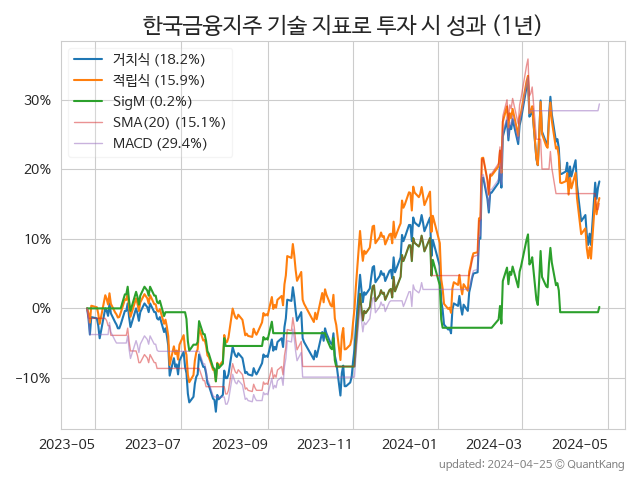 한국금융지주 기술 지표로 투자 시 성과 (1년)
거치식 (18.2%)
적립식 (15.9%)
SigM (0.2%)
SMA(20) (15.1%)
MACD (29.4%)
30%
20%
10%
0%
−10%
2023-05 2023-07 2023-09 2023-11 2024-01 2024-03 2024-05
updated: 2024-04-25 ⓒ QuantKang